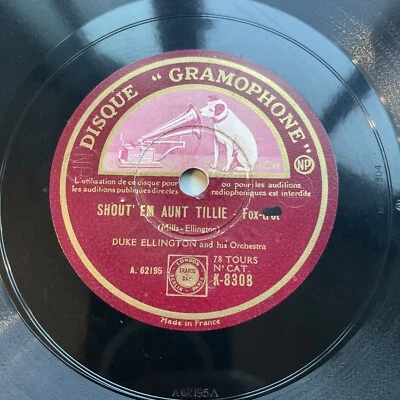 DISQUE "GRAMOPHONE"
NP
L'utilisation de ce disque pour ou pour les auditions
les auditions publiques directes radiophoniques est interdite
SHOUT' EM AUNT TILLIE - Fox-trot
(Mills-Ellington)
DUKE ELLINGTON and his Orchestra
A. 62195
78 TOURS
N° CAT.
K-8308
Made in France
A62195A